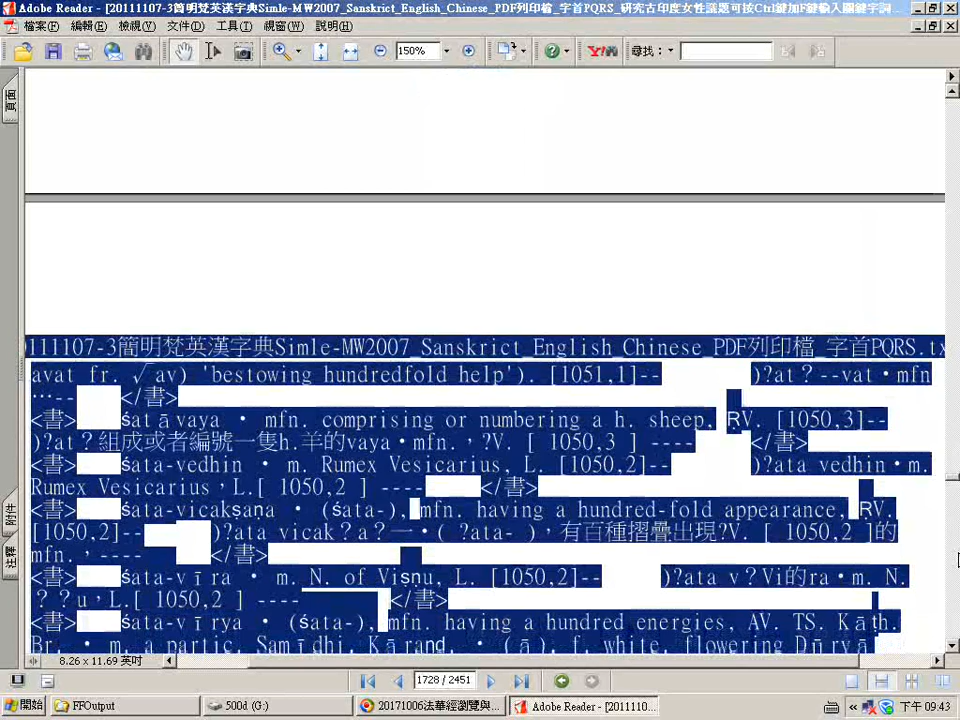 Adobe Reader - [20111107-3簡明梵英漢字典Simle-MW2007_Sanskrict_English_Chinese_PDF列印檔_字首PQRS_研究古印度女性議題可按Ctrl鍵加F鍵輸入關鍵字詞
檔案(F) 編輯(E) 檢視(V) 文件(D) 工具(T) 視窗(W) 說明(H)
150% Y! 尋找：
頁面
附件
註釋
111107-3簡明梵英漢字典Simle-MW2007_Sanskrict_English_Chinese_PDF列印檔_字首PQRS.tx
avat fr. √av) 'bestowing hundredfold help'). [1051,1]-- )?at？--vat‧mfn
…-- </書>
<書> śatāvaya ‧ mfn. comprising or numbering a h. sheep, ṚV. [1050,3]--
)?at？組成或者編號一隻h.羊的vaya‧mfn.，?V. [ 1050,3 ] ---- </書>
<書> śata-vedhin ‧ m. Rumex Vesicarius, L. [1050,2]-- )?ata vedhin‧m.
Rumex Vesicarius，L.[ 1050,2 ] ---- </書>
<書> śata-vicakṣaṇa ‧ (śata-), mfn. having a hundred-fold appearance, ṚV.
[1050,2]-- )?ata vicak？a？一‧( ?ata- )，有百種摺疊出現?V. [ 1050,2 ]的
mfn.，---- </書>
<書> śata-vīra ‧ m. N. of Viṣṇu, L. [1050,2]-- )?ata v？Vi的ra‧m. N.
？？u，L.[ 1050,2 ] ---- </書>
<書> śata-vīrya ‧ (śata-), mfn. having a hundred energies, AV. TS. Kāṭh.
Br. ‧ m. a partic. Samīdhi, Kāraṇḍ. ‧ (ā), f. white flowering Dūrvā
8.26 x 11.69 英吋
1728 / 2451
開始 FFOutput 500d (G:) 20171006法華經瀏覽與... Adobe Reader - [2011110... « 下午 09:43